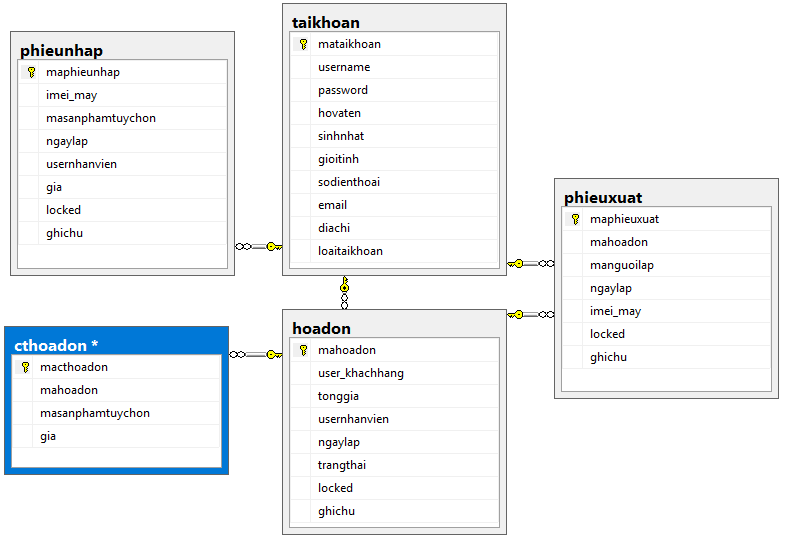 phieunhap
maphieunhap
imei_may
masanphamtuychon
ngaylap
usernhanvien
gia
locked
ghichu
taikhoan
mataikhoan
username
password
hovaten
sinhnhat
gioitinh
sodienthoai
email
diachi
loaitaikhoan
phieuxuat
maphieuxuat
mahoadon
manguoilap
ngaylap
imei_may
locked
ghichu
cthoadon *
macthoadon
mahoadon
masanphamtuychon
gia
hoadon
mahoadon
user_khachhang
tonggia
usernhanvien
ngaylap
trangthai
locked
ghichu